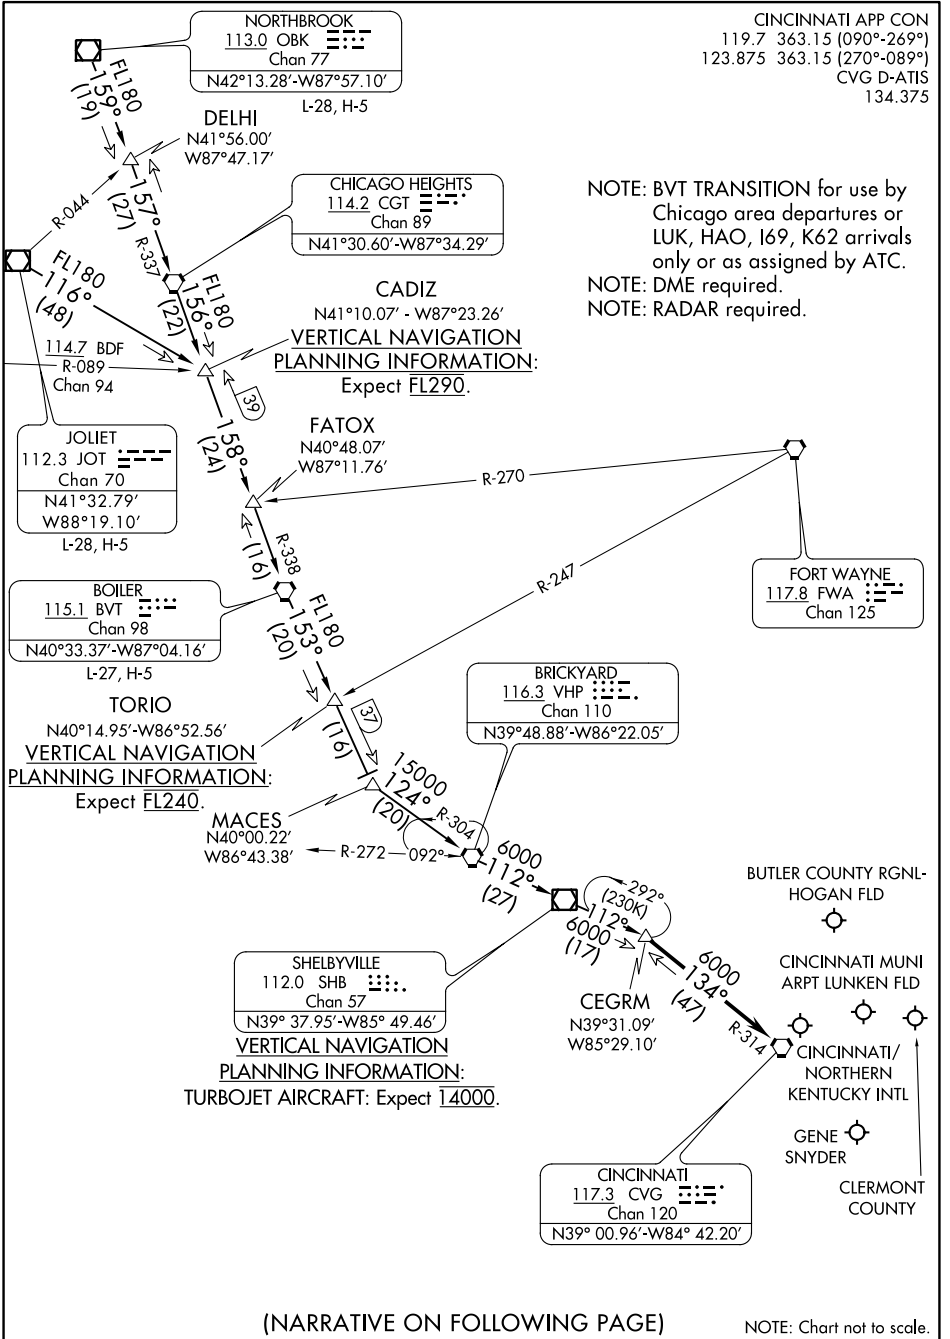 NORTHBROOK
113.0 OBK
Chan 77
N42°13.28′-W87°57.10′
L-28, H-5
CINCINNATI APP CON
119.7 363.15 (090°-269°)
123.875 363.15 (270°-089°)
CVG D-ATIS
134.375
FL180
159°
(19)
DELHI
N41°56.00′
W87°47.17′
NOTE: BVT TRANSITION for use by
Chicago area departures or
LUK, HAO, I69, K62 arrivals
only or as assigned by ATC.
NOTE: DME required.
NOTE: RADAR required.
CHICAGO HEIGHTS
114.2 CGT
Chan 89
N41°30.60′-W87°34.29′
R-044
157°
(27)
R-337
FL180
116°
(48)
FL180
156°
(22)
CADIZ
N41°10.07′ - W87°23.26′
VERTICAL NAVIGATION
PLANNING INFORMATION:
Expect FL290.
114.7 BDF
R-089
Chan 94
39
JOLIET
112.3 JOT
Chan 70
N41°32.79′
W88°19.10′
L-28, H-5
158°
(24)
FATOX
N40°48.07′
W87°11.76′
R-270
R-247
FORT WAYNE
117.8 FWA
Chan 125
R-338
(16)
BOILER
115.1 BVT
Chan 98
N40°33.37′-W87°04.16′
L-27, H-5
FL180
153°
(20)
TORIO
N40°14.95′-W86°52.56′
VERTICAL NAVIGATION
PLANNING INFORMATION:
Expect FL240.
BRICKYARD
116.3 VHP
Chan 110
N39°48.88′-W86°22.05′
37
(16)
MACES
N40°00.22′
W86°43.38′
15000
124°
(20)
R-304
R-272
092°
6000
112°
(27)
292°
(230K)
112°
6000
(17)
BUTLER COUNTY RGNL-
HOGAN FLD
CINCINNATI MUNI
ARPT LUNKEN FLD
SHELBYVILLE
112.0 SHB
Chan 57
N39° 37.95′-W85° 49.46′
VERTICAL NAVIGATION
PLANNING INFORMATION:
TURBOJET AIRCRAFT: Expect 14000.
CEGRM
N39°31.09′
W85°29.10′
6000
134°
(47)
R-314
CINCINNATI/
NORTHERN
KENTUCKY INTL
GENE
SNYDER
CLERMONT
COUNTY
CINCINNATI
117.3 CVG
Chan 120
N39° 00.96′-W84° 42.20′
(NARRATIVE ON FOLLOWING PAGE)
NOTE: Chart not to scale.